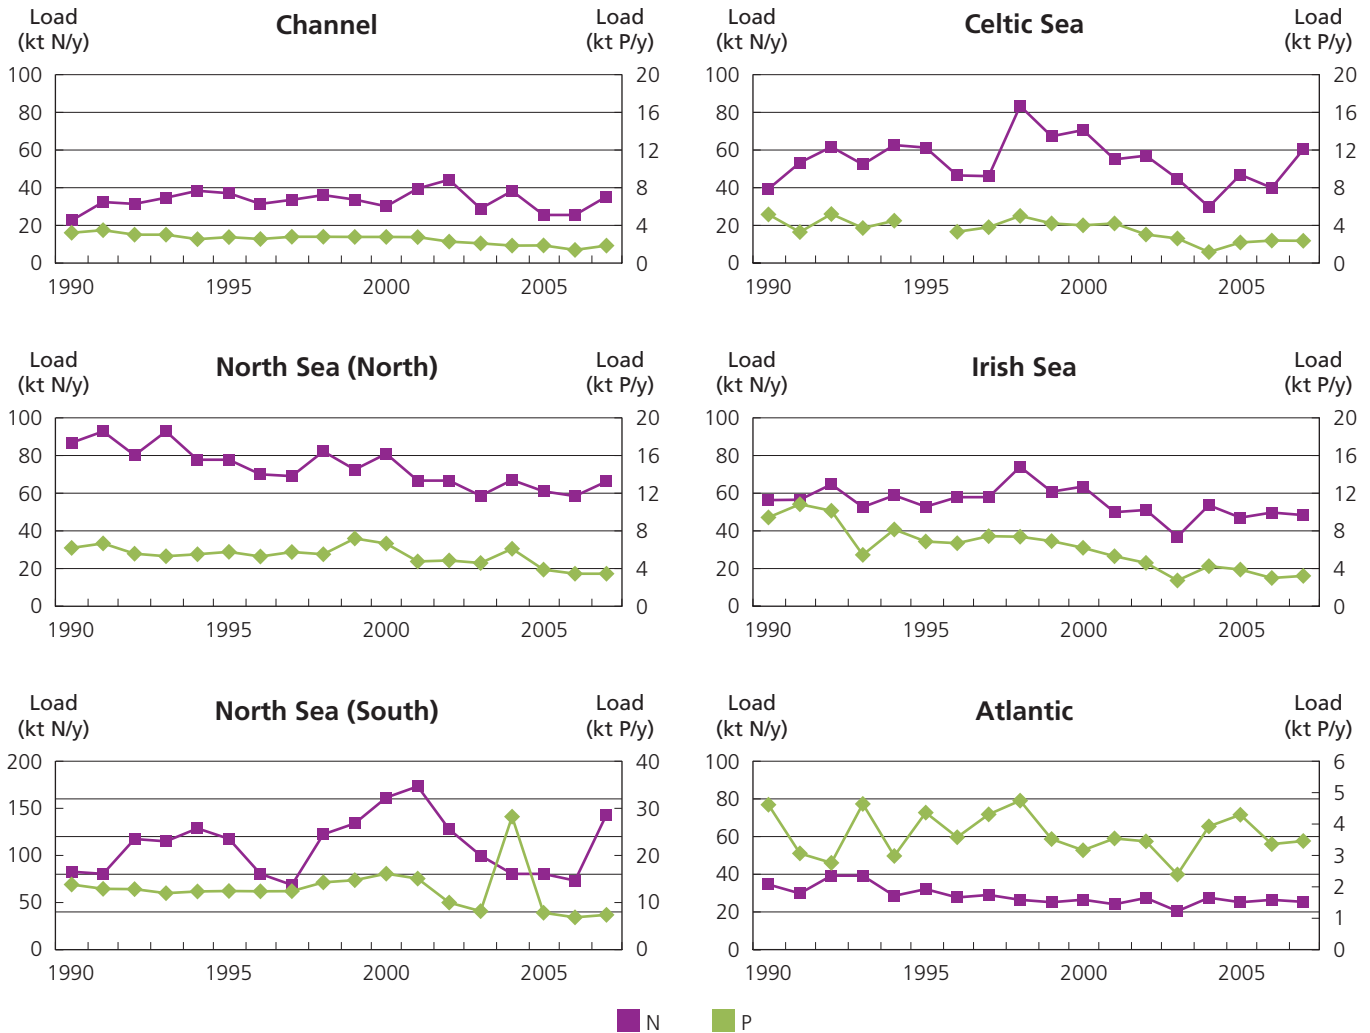 Channel
Load
(kt N/y)
Load
(kt P/y)
100
80
60
40
20
0
20
16
12
8
4
0
1990
1995
2000
2005
Celtic Sea
Load
(kt N/y)
Load
(kt P/y)
100
80
60
40
20
0
20
16
12
8
4
0
1990
1995
2000
2005
North Sea (North)
Load
(kt N/y)
Load
(kt P/y)
100
80
60
40
20
0
20
16
12
8
4
0
1990
1995
2000
2005
Irish Sea
Load
(kt N/y)
Load
(kt P/y)
100
80
60
40
20
0
20
16
12
8
4
0
1990
1995
2000
2005
North Sea (South)
Load
(kt N/y)
Load
(kt P/y)
200
150
100
50
0
40
30
20
10
0
1990
1995
2000
2005
Atlantic
Load
(kt N/y)
Load
(kt P/y)
100
80
60
40
20
0
6
5
4
3
2
1
0
1990
1995
2000
2005
N
P